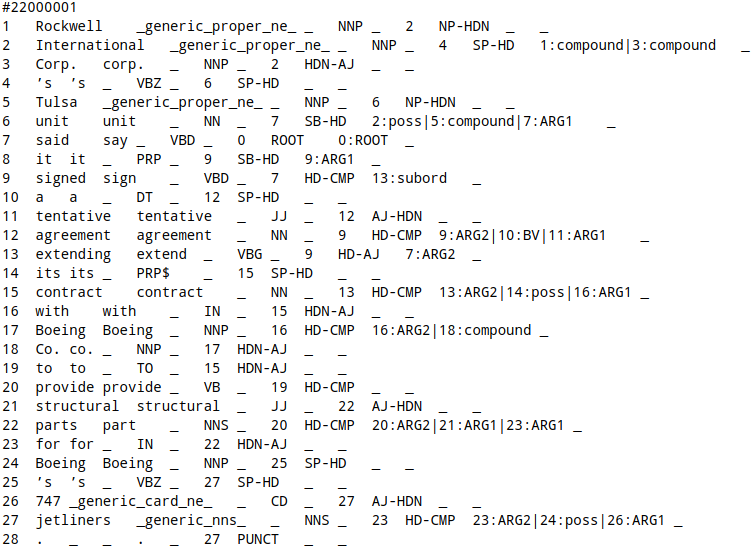 #22000001
1 Rockwell _generic_proper_ne_ _ NNP _ 2 NP-HDN _ _
2 International _generic_proper_ne_ _ NNP _ 4 SP-HD 1:compound|3:compound _
3 Corp. corp. _ NNP _ 2 HDN-AJ _ _
4 ’s ’s _ VBZ _ 6 SP-HD _ _
5 Tulsa _generic_proper_ne_ _ NNP _ 6 NP-HDN _ _
6 unit unit _ NN _ 7 SB-HD 2:poss|5:compound|7:ARG1 _
7 said say _ VBD _ 0 ROOT 0:ROOT _
8 it it _ PRP _ 9 SB-HD 9:ARG1 _
9 signed sign _ VBD _ 7 HD-CMP 13:subord _
10 a a _ DT _ 12 SP-HD _ _
11 tentative tentative _ JJ _ 12 AJ-HDN _ _
12 agreement agreement _ NN _ 9 HD-CMP 9:ARG2|10:BV|11:ARG1 _
13 extending extend _ VBG _ 9 HD-AJ 7:ARG2 _
14 its its _ PRP$ _ 15 SP-HD _ _
15 contract contract _ NN _ 13 HD-CMP 13:ARG2|14:poss|16:ARG1 _
16 with with _ IN _ 15 HDN-AJ _ _
17 Boeing Boeing _ NNP _ 16 HD-CMP 16:ARG2|18:compound _
18 Co. co. _ NNP _ 17 HDN-AJ _ _
19 to to _ TO _ 15 HDN-AJ _ _
20 provide provide _ VB _ 19 HD-CMP _ _
21 structural structural _ JJ _ 22 AJ-HDN _ _
22 parts part _ NNS _ 20 HD-CMP 20:ARG2|21:ARG1|23:ARG1 _
23 for for _ IN _ 22 HDN-AJ _ _
24 Boeing Boeing _ NNP _ 25 SP-HD _ _
25 ’s ’s _ VBZ _ 27 SP-HD _ _
26 747 _generic_card_ne_ _ CD _ 27 AJ-HDN _ _
27 jetliners _generic_nns_ _ NNS _ 23 HD-CMP 23:ARG2|24:poss|26:ARG1 _
28 . _ _ . _ 27 PUNCT _ _